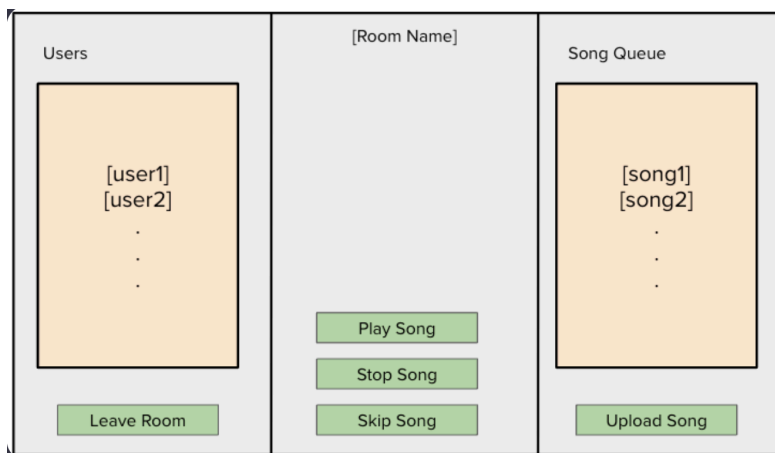 Users
[user1]
[user2]
.
.
.
Leave Room
[Room Name]
Play Song
Stop Song
Skip Song
Song Queue
[song1]
[song2]
.
.
.
Upload Song